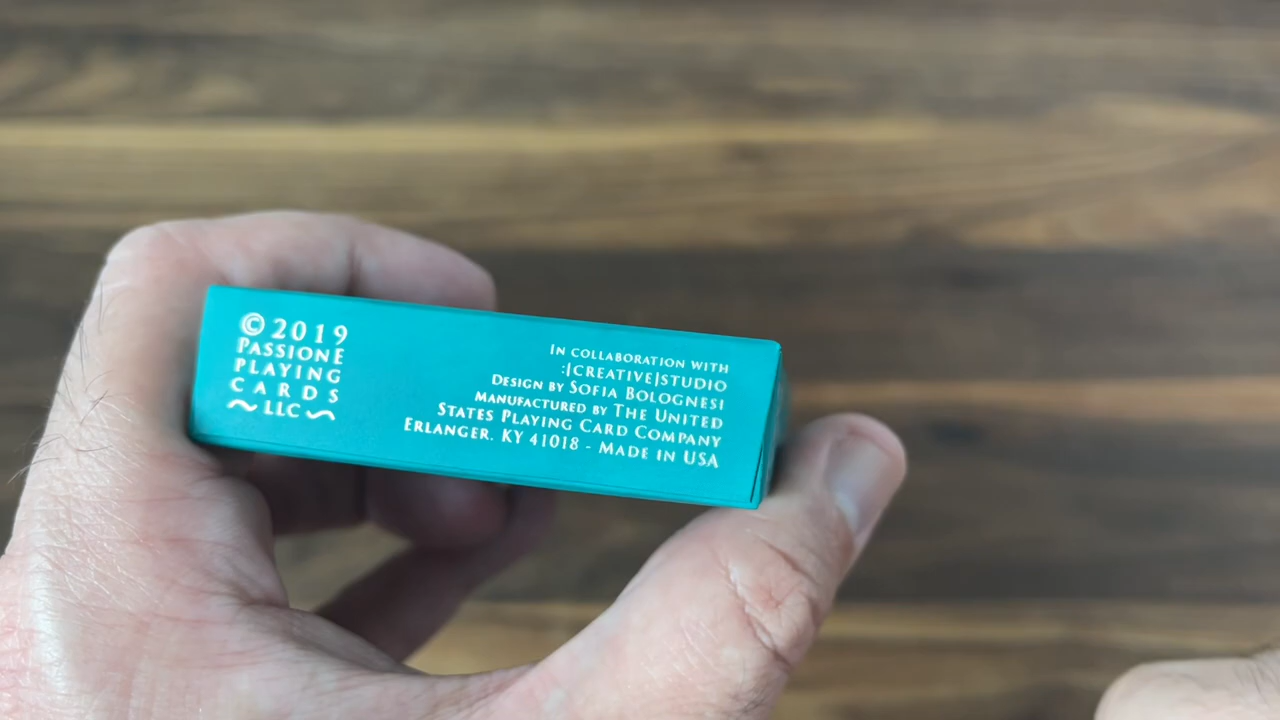 © 2019
PASSIONE
PLAYING
CARDS
~ LLC ~
IN COLLABORATION WITH
:|CREATIVE|STUDIO
DESIGN BY SOFIA BOLOGNESI
MANUFACTURED BY THE UNITED
STATES PLAYING CARD COMPANY
ERLANGER. KY 41018 - MADE IN USA